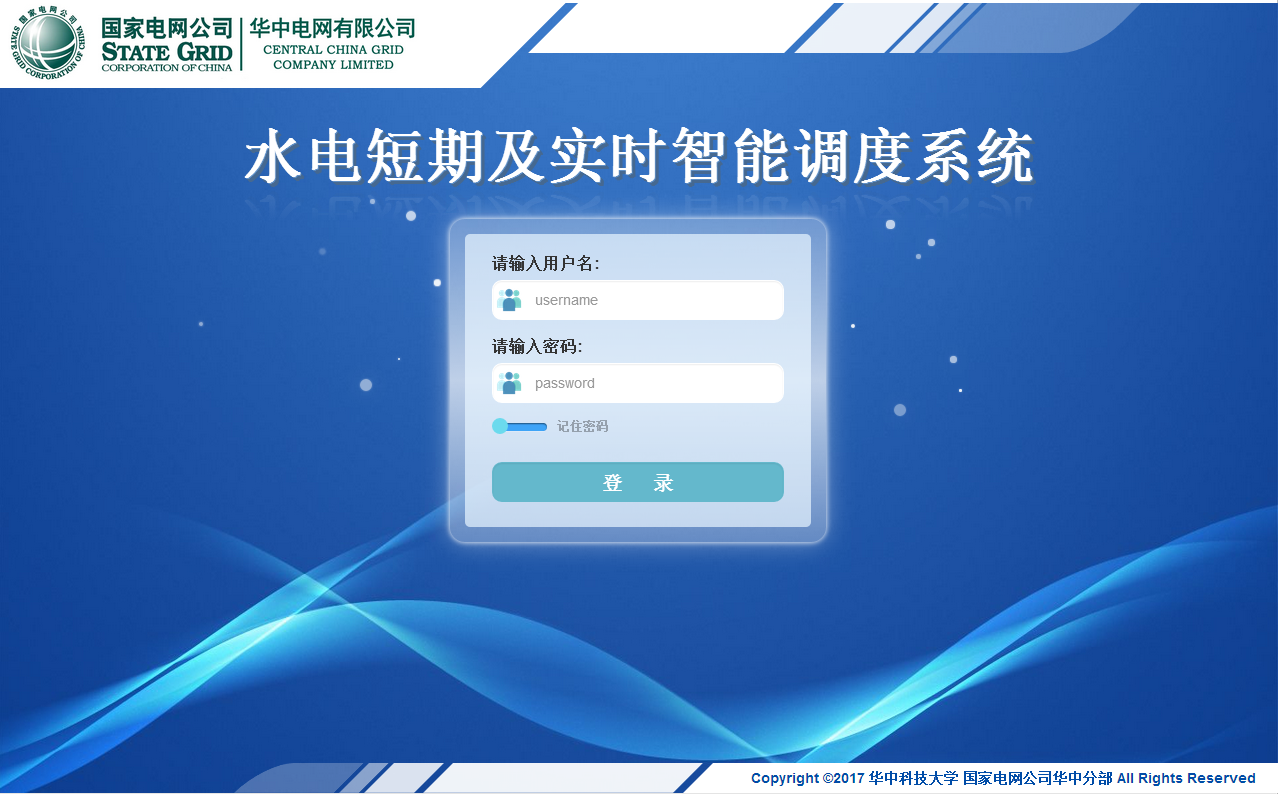 国家电网公司
STATE GRID
CORPORATION OF CHINA
华中电网有限公司
CENTRAL CHINA GRID
COMPANY LIMITED
国家电网公司
STATE GRID CORPORATION OF CHINA
水电短期及实时智能调度系统
请输入用户名:
username
请输入密码:
password
记住密码
登 录
Copyright ©2017 华中科技大学 国家电网公司华中分部 All Rights Reserved